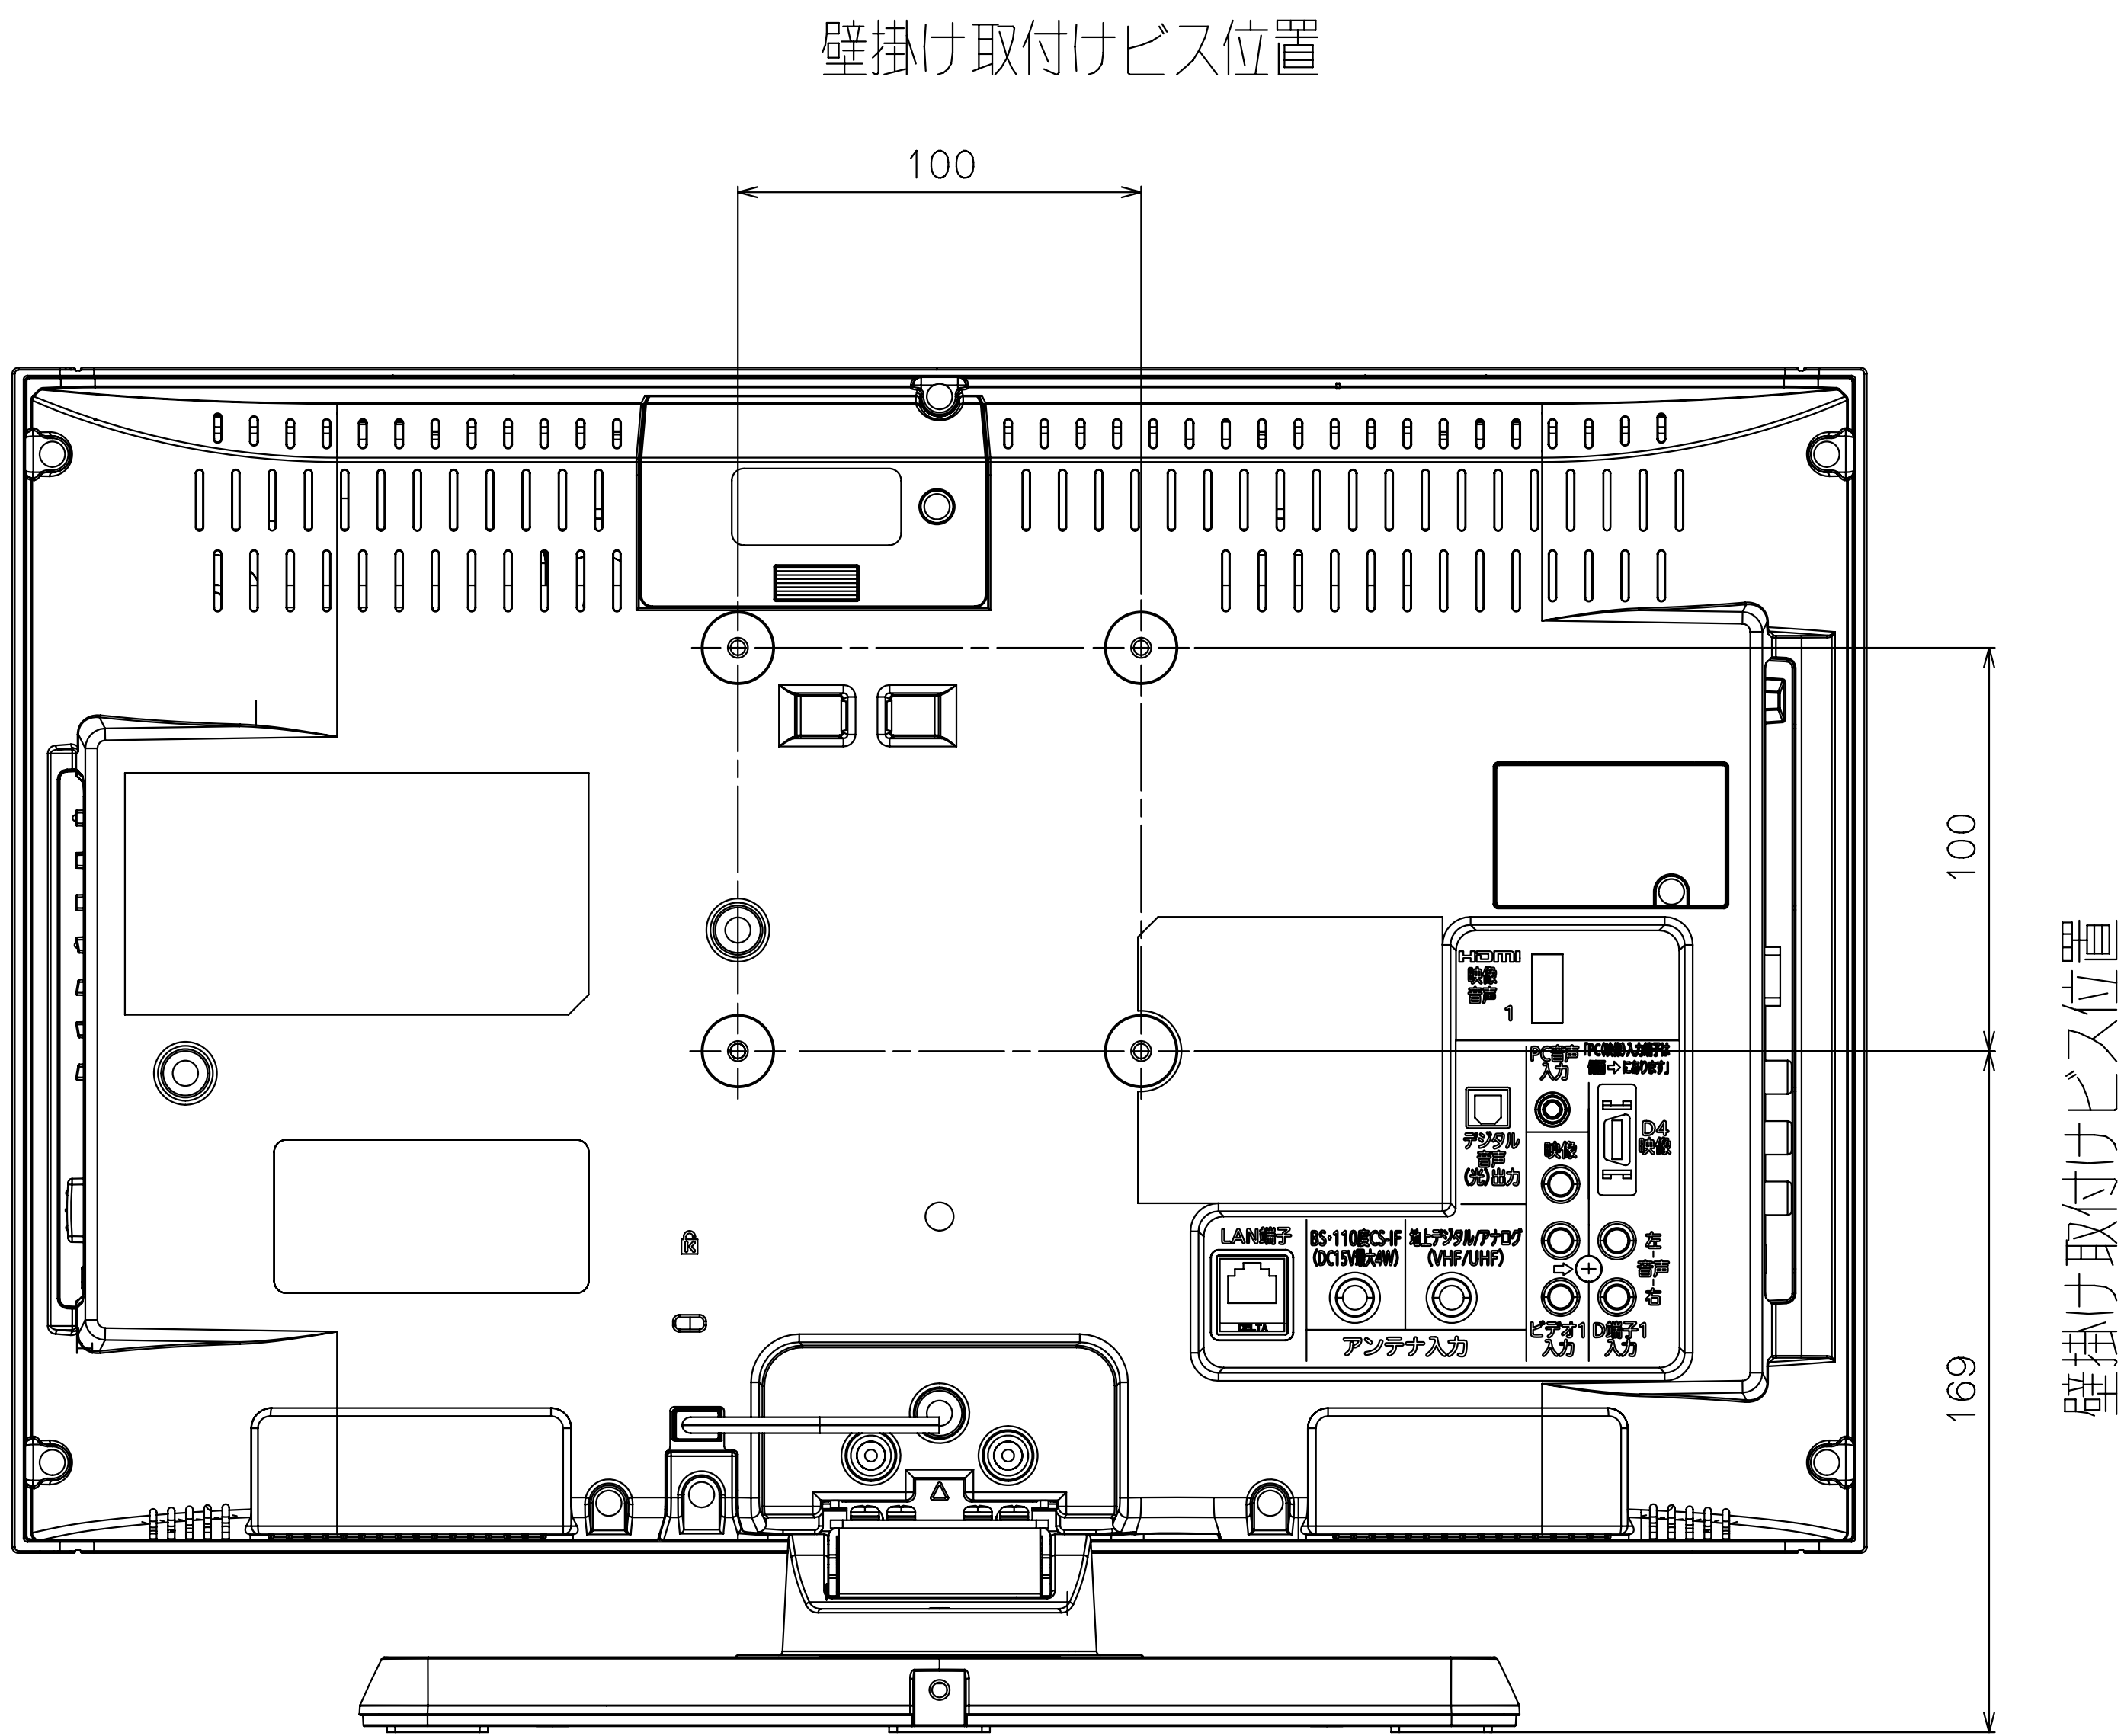 壁掛け取付けビス位置
100
100
169
壁掛け取付けビス位置
HDMI
映像
音声
1
PC音声
入力
「PC(映像)入力端子は
側面⇨にあります」
デジタル
音声
(光)出力
映像
D4
映像
LAN端子
BS・110度CS-IF
(DC15V最大4W)
地上デジタル/アナログ
(VHF/UHF)
左
音声
右
DELTA
アンテナ入力
ビデオ1
入力
D端子1
入力
K